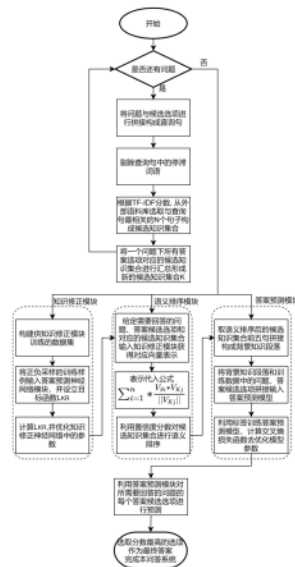 开始
是否还有问题
否
是
将问题与候选选项进
行拼接构成查询句
剔除查询句中的停滞
词语
根据TF-IDF分数, 从外
部语料库选取与查询
句最相关的N个句子构
成候选知识集合
将一个问题下所有答
案选项对应的候选知
识集合进行汇总形成
新的候选知识集合K
知识修正模块
构建供知识修正模块
训练的数据集
将正负采样的训练样
例输入答案预测神经
网络模块，并设立目
标函数LKR
计算LKR,并优化知识
修正神经网络中的参
数
语义排序模块
给定需要回答的问
题，答案候选选项和
对应的候选知识集合
输入知识修正模块获
得对应向量表示
表示代入公式
利用置信度分数对候
选知识集合进行语义
排序
答案预测模块
取语义排序后的候选
知识集合前五句拼接
构成背景知识段落
将背景知识段落和
训练数据中的问题，答
案候选选项拼接输入
答案预测模型
利用标签训练答案预
测模型，计算交叉熵
损失函数去优化模型
参数
利用答案预测模块对
所需要回答的问题的
每个答案候选选项进
行预测
选取分数最高的选项
作为最终答案
完成本问答系统